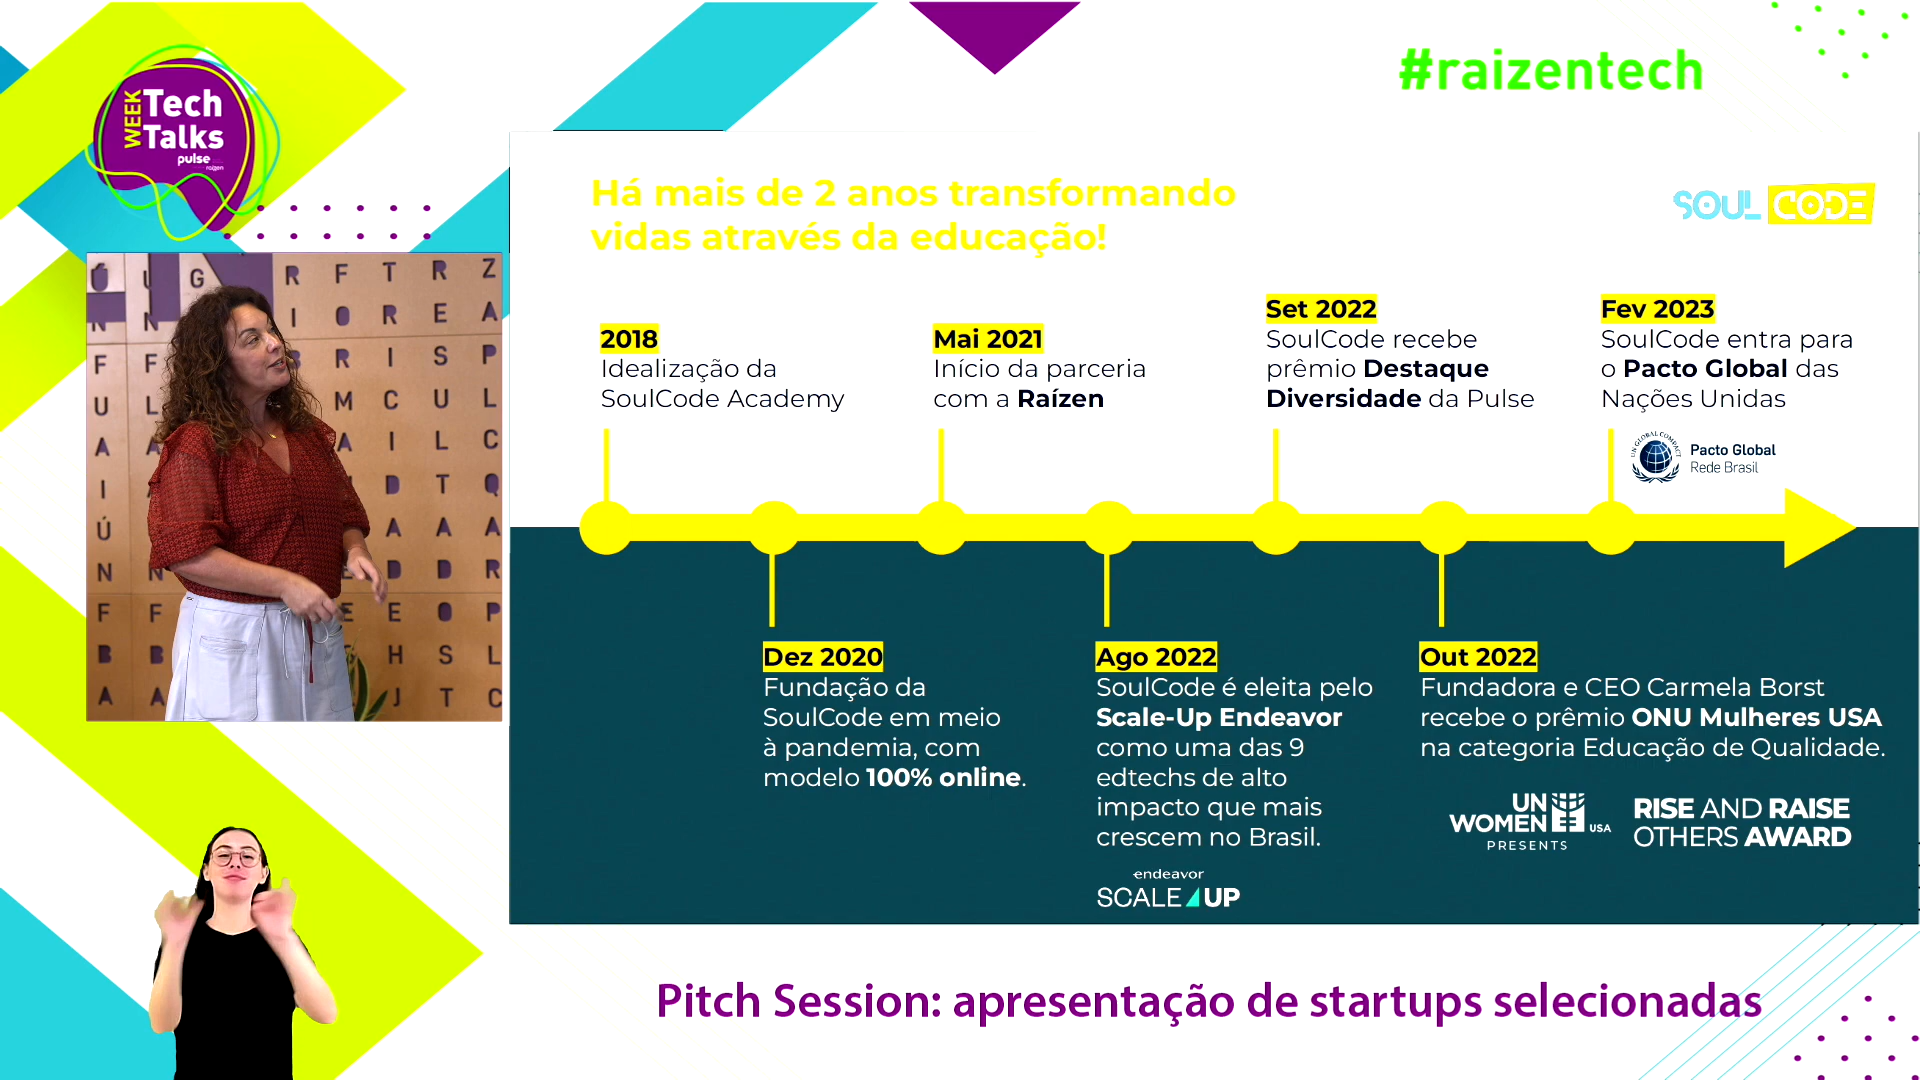 WEEK
Tech
Talks
pulse
raízen
#raizentech
Há mais de 2 anos transformando
vidas através da educação!
SOUL CODE
2018
Idealização da
SoulCode Academy
Mai 2021
Início da parceria
com a Raízen
Set 2022
SoulCode recebe
prêmio Destaque
Diversidade da Pulse
Fev 2023
SoulCode entra para
o Pacto Global das
Nações Unidas
UN GLOBAL COMPACT
Pacto Global
Rede Brasil
Dez 2020
Fundação da
SoulCode em meio
à pandemia, com
modelo 100% online.
Ago 2022
SoulCode é eleita pelo
Scale-Up Endeavor
como uma das 9
edtechs de alto
impacto que mais
crescem no Brasil.
endeavor
SCALE UP
Out 2022
Fundadora e CEO Carmela Borst
recebe o prêmio ONU Mulheres USA
na categoria Educação de Qualidade.
UN
WOMEN USA
PRESENTS
RISE AND RAISE
OTHERS AWARD
Pitch Session: apresentação de startups selecionadas